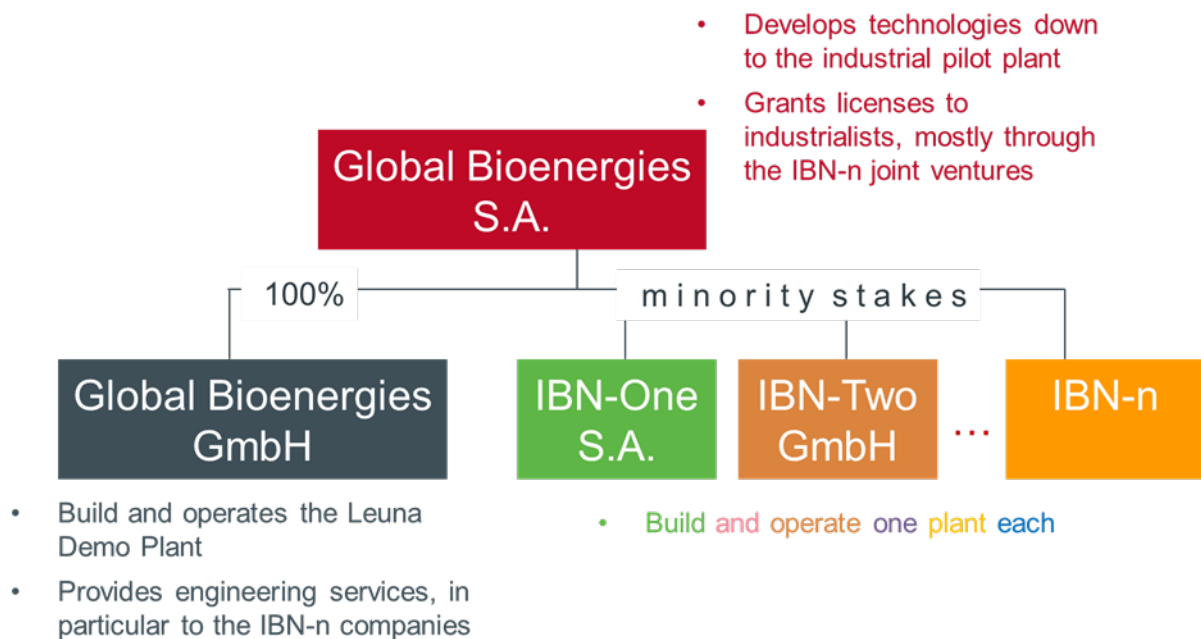 • Develops technologies down
to the industrial pilot plant
• Grants licenses to
industrialists, mostly through
the IBN-n joint ventures
Global Bioenergies
S.A.
100%
minority stakes
Global Bioenergies
GmbH
IBN-One
S.A.
IBN-Two
GmbH
...
IBN-n
• Build and operates the Leuna
Demo Plant
• Provides engineering services, in
particular to the IBN-n companies
• Build and operate one plant each